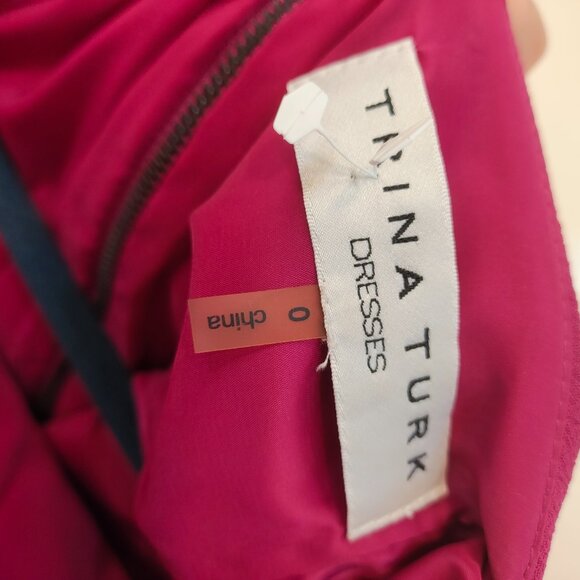 TRINA TURK
DRESSES
0
china